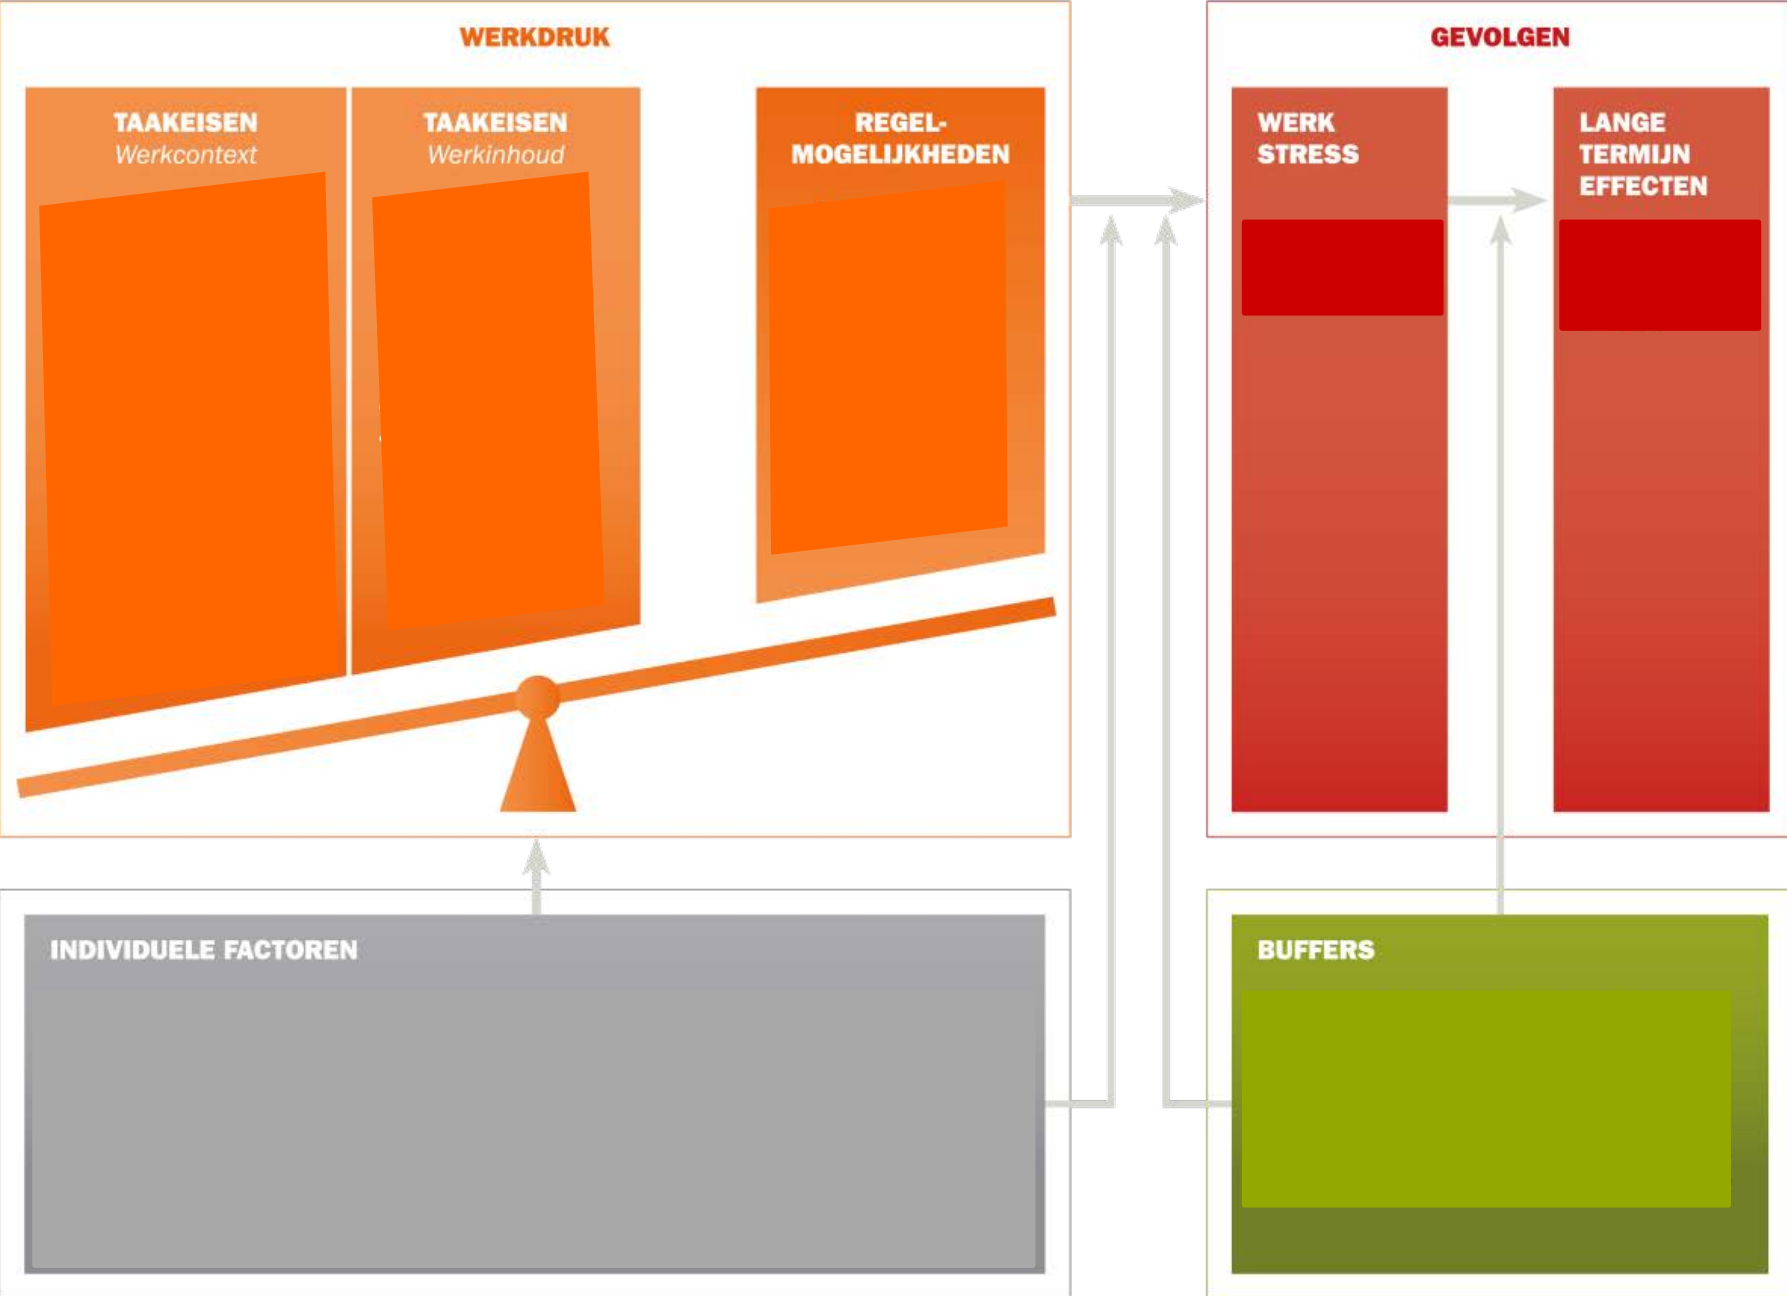 WERKDRUK
TAAKEISEN
Werkcontext
TAAKEISEN
Werkinhoud
REGEL-
MOGELIJKHEDEN
GEVOLGEN
WERK
STRESS
LANGE
TERMIJN
EFFECTEN
INDIVIDUELE FACTOREN
BUFFERS